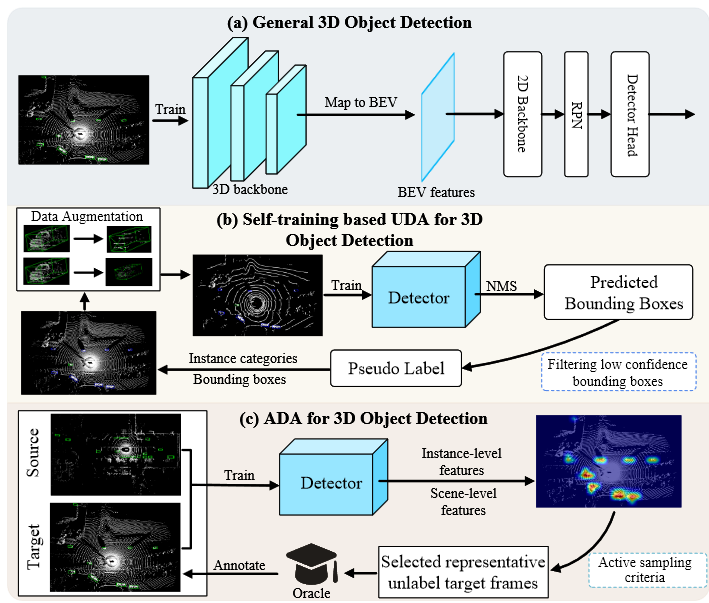 (a) General 3D Object Detection
Train
3D backbone
Map to BEV
BEV features
2D Backbone
RPN
Detector Head
Data Augmentation
(b) Self-training based UDA for 3D
Object Detection
Train
Detector
NMS
Predicted
Bounding Boxes
Instance categories
Bounding boxes
Pseudo Label
Filtering low confidence
bounding boxes
(c) ADA for 3D Object Detection
Source
Target
Train
Detector
Instance-level
features
Scene-level
features
Annotate
Oracle
Selected representative
unlabel target frames
Active sampling
criteria